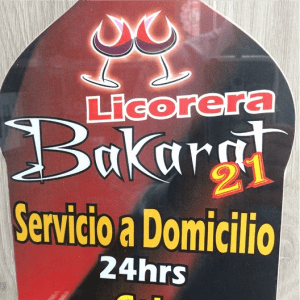 Licorera
Bakarat
21
Servicio a Domicilio
24hrs